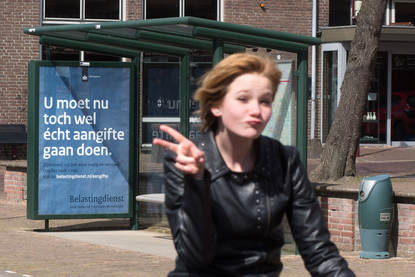 U moet nu
toch wel
écht aangifte
gaan doen.
belastingdienst.nl/aangifte
Belastingdienst